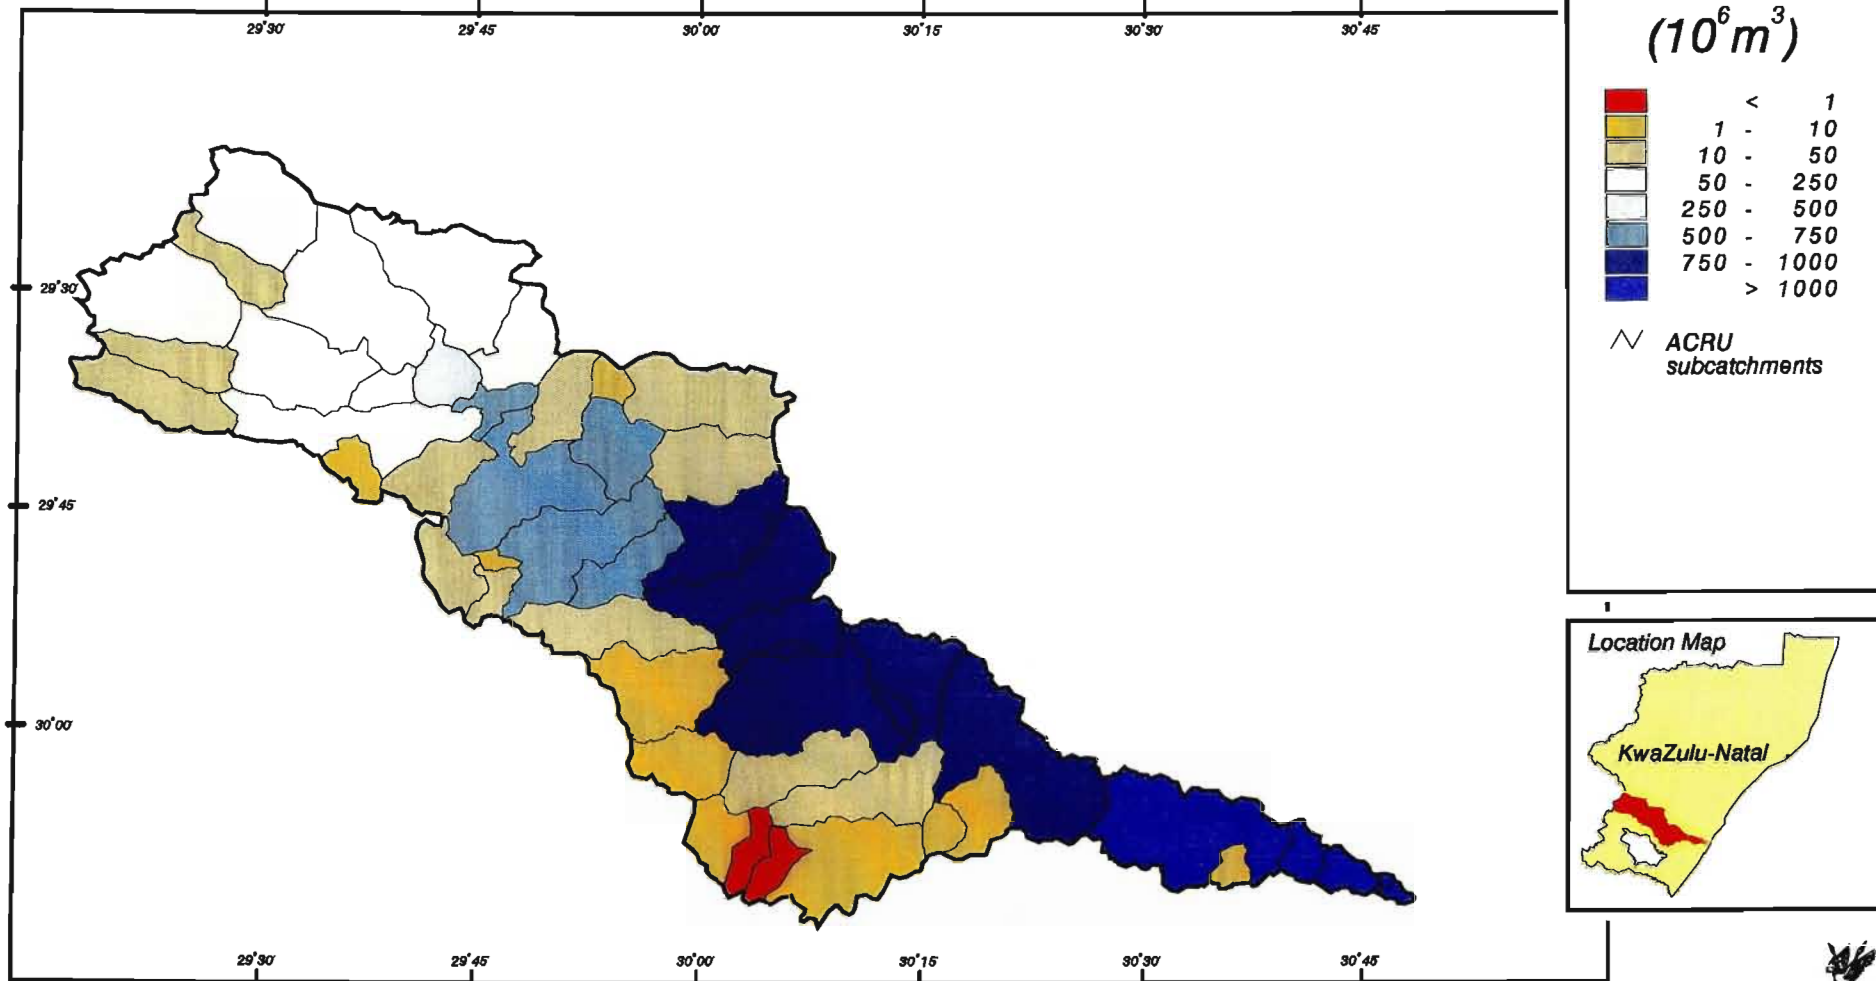 29°30' 29°45' 30°00' 30°15' 30°30' 30°45'
(10⁶m³)
< 1
1 - 10
10 - 50
50 - 250
250 - 500
500 - 750
750 - 1000
> 1000
ACRU
subcatchments
29°30'
29°45'
30°00'
Location Map
KwaZulu-Natal
29°30' 29°45' 30°00' 30°15' 30°30' 30°45'